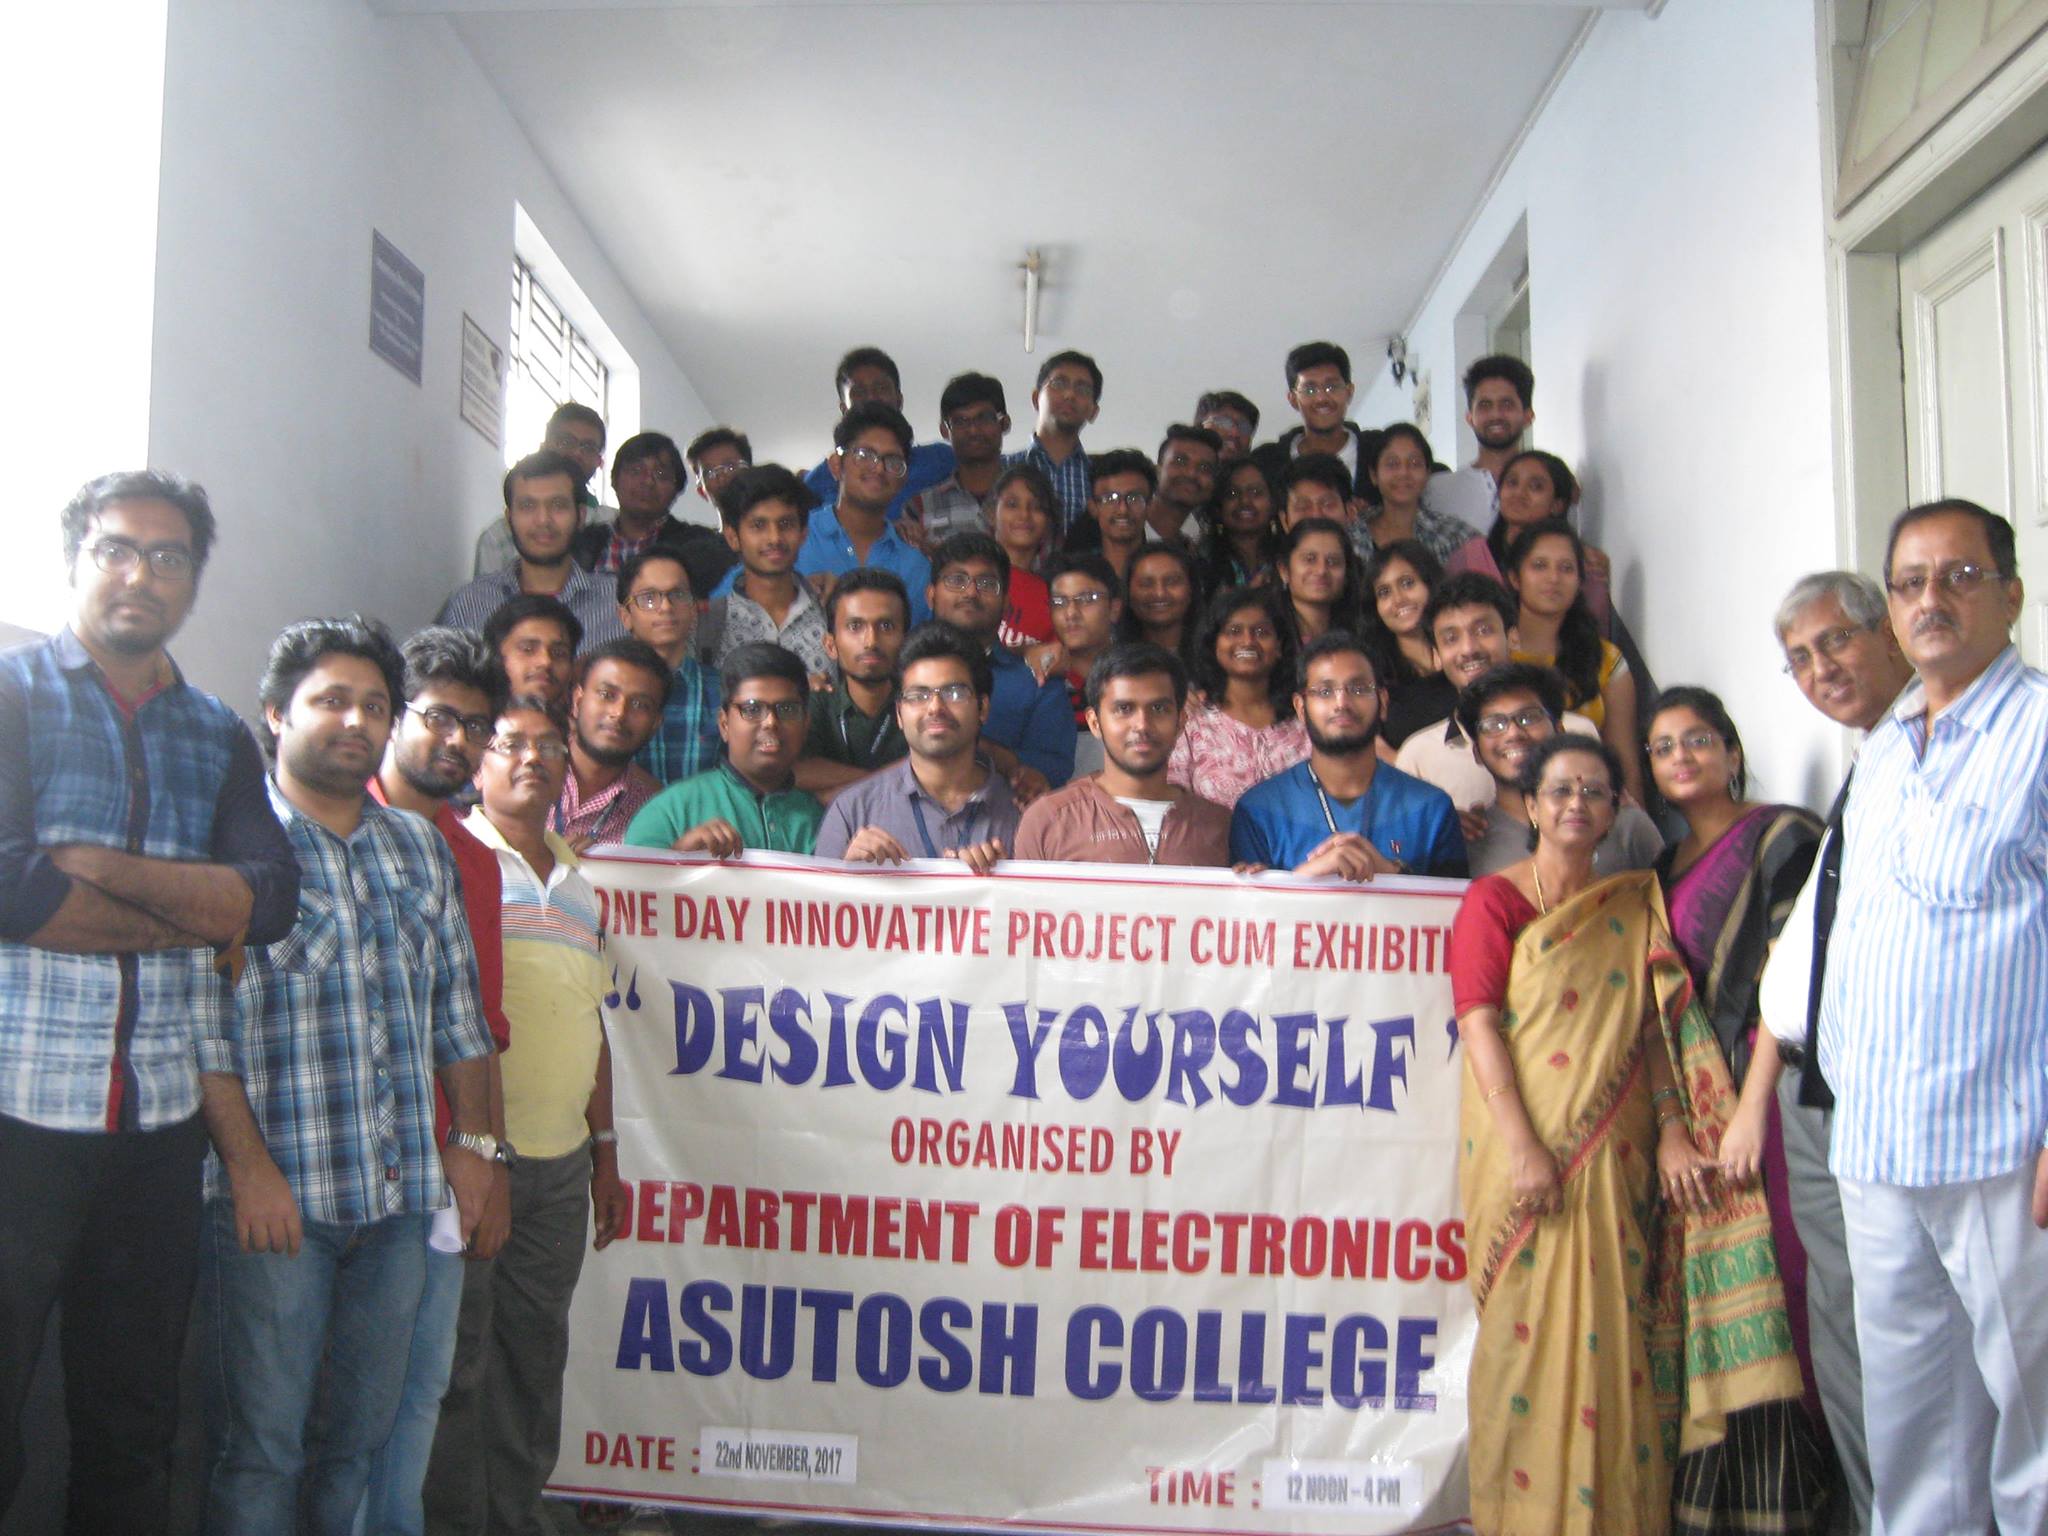 ONE DAY INNOVATIVE PROJECT CUM EXHIBITI
“ DESIGN YOURSELF ”
ORGANISED BY
DEPARTMENT OF ELECTRONICS
ASUTOSH COLLEGE
DATE : 22nd NOVEMBER, 2017
TIME : 12 NOON – 4 PM